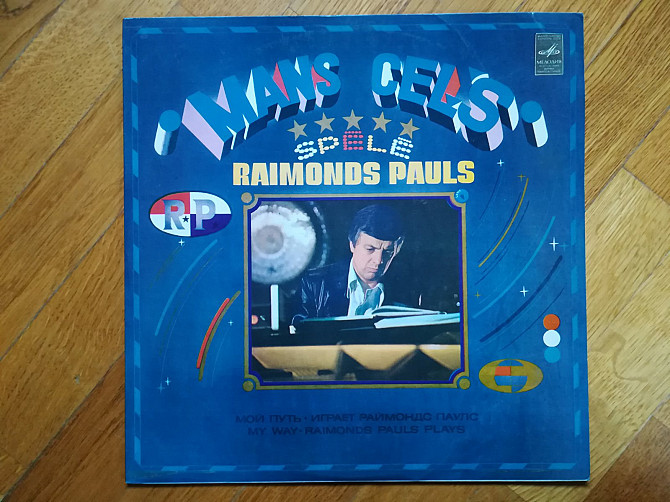 MANS CEĻŠ
МЕЛОДИЯ
SPĒLĒ
RAIMONDS PAULS
R★P
МОЙ ПУТЬ • ИГРАЕТ РАЙМОНДС ПАУЛС
MY WAY-RAIMONDS PAULS PLAYS